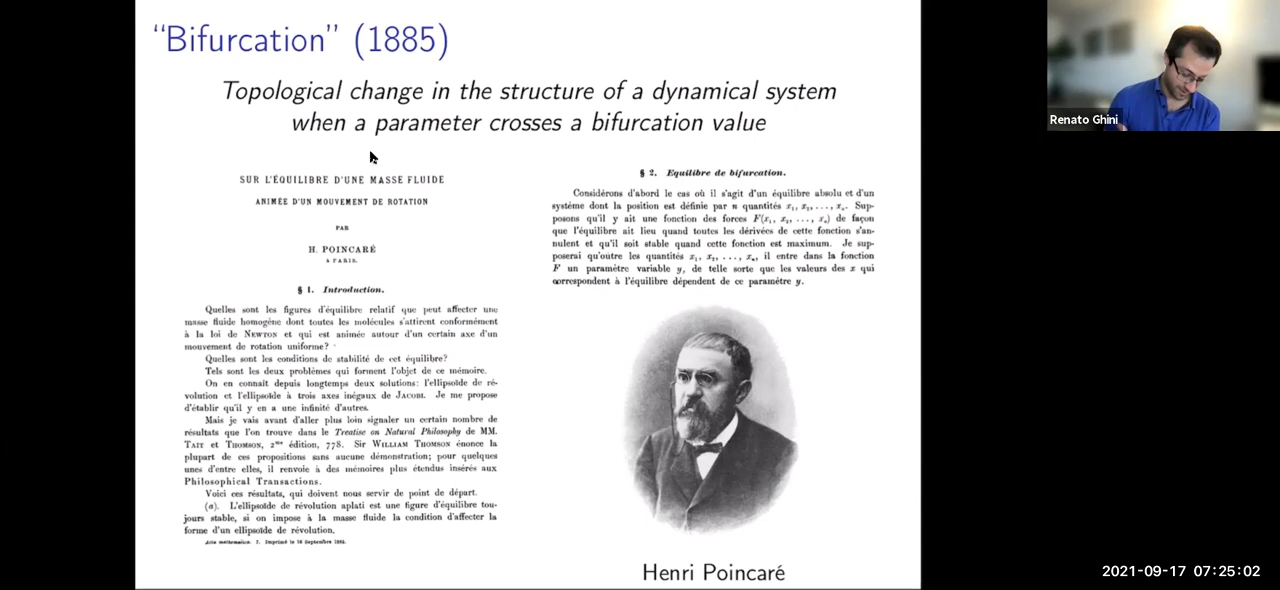 “Bifurcation” (1885)
Topological change in the structure of a dynamical system
when a parameter crosses a bifurcation value
SUR L'ÉQUILIBRE D'UNE MASSE FLUIDE
ANIMÉE D'UN MOUVEMENT DE ROTATION
PAR
H. POINCARÉ
À PARIS.
§ 1. Introduction.
Quelles sont les figures d'équilibre relatif que peut affecter une
masse fluide homogène dont toutes les molécules s'attirent conformément
à la loi de NEWTON et qui est animée autour d'un certain axe d'un
mouvement de rotation uniforme?
Quelles sont les conditions de stabilité de cet équilibre?
Tels sont les deux problèmes qui forment l'objet de ce mémoire.
On en connait depuis longtemps deux solutions: l'ellipsoïde de ré-
volution et l'ellipsoïde à trois axes inégaux de JACOBI. Je me propose
d'établir qu'il y en a une infinité d'autres.
Mais je vais avant d'aller plus loin signaler un certain nombre de
résultats que l'on trouve dans le Treatise on Natural Philosophy de MM.
TAIT et THOMSON, 2me édition, 778. Sir WILLIAM THOMSON énonce la
plupart de ces propositions sans aucune démonstration; pour quelques
unes d'entre elles, il renvoie à des mémoires plus étendus insérés aux
Philosophical Transactions.
Voici ces résultats, qui doivent nous servir de point de départ.
(a). L'ellipsoïde de révolution aplati est une figure d'équilibre tou-
jours stable, si on impose à la masse fluide la condition d'affecter la
forme d'un ellipsoïde de révolution.
Acta mathematica. 7. Imprimé le 16 Septembre 1885.
§ 2. Equilibre de bifurcation.
Considérons d'abord le cas où il s'agit d'un équilibre absolu et d'un
système dont la position est définie par n quantités x₁, x₂, . . . , xₙ. Sup-
posons qu'il y ait une fonction des forces F(x₁, x₂, . . . , xₙ) de façon
que l'équilibre ait lieu quand toutes les dérivées de cette fonction s'an-
nulent et qu'il soit stable quand cette fonction est maximum. Je sup-
poserai qu'outre les quantités x₁, x₂, . . . , xₙ, il entre dans la fonction
F un paramètre variable y, de telle sorte que les valeurs des x qui
correspondent à l'équilibre dépendent de ce paramètre y.
Henri Poincaré
Renato Ghini
2021-09-17 07:25:02